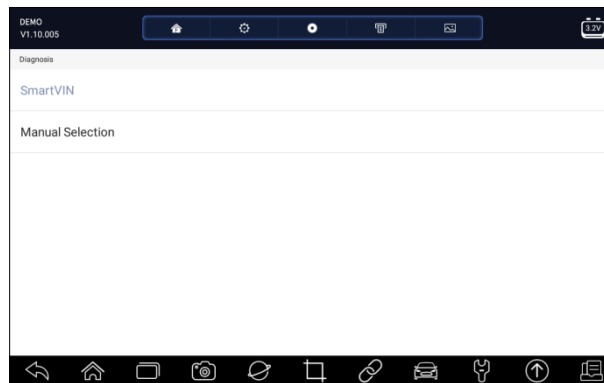 DEMO
V1.10.005
3.2V
Diagnosis
SmartVIN
Manual Selection